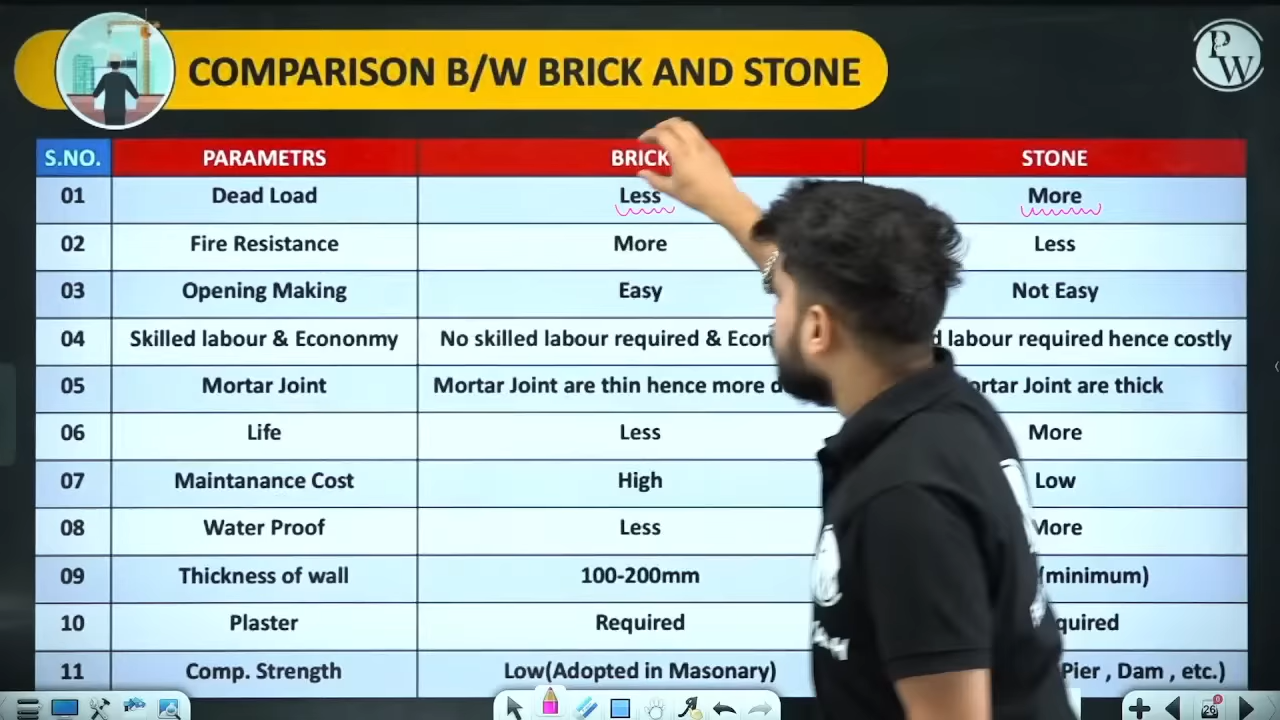 COMPARISON B/W BRICK AND STONE
PW
S.NO. PARAMETRS BRICK STONE
01 Dead Load Less More
02 Fire Resistance More Less
03 Opening Making Easy Not Easy
04 Skilled labour & Econonmy No skilled labour required & labour required hence costly
05 Mortar Joint Mortar Joint are thin hence more Joint are thick
06 Life Less More
07 Maintanance Cost High Low
08 Water Proof Less More
09 Thickness of wall 100-200mm (minimum)
10 Plaster Required
11 Comp. Strength Low(Adopted in Masonary) Pier , Dam , etc.)
26